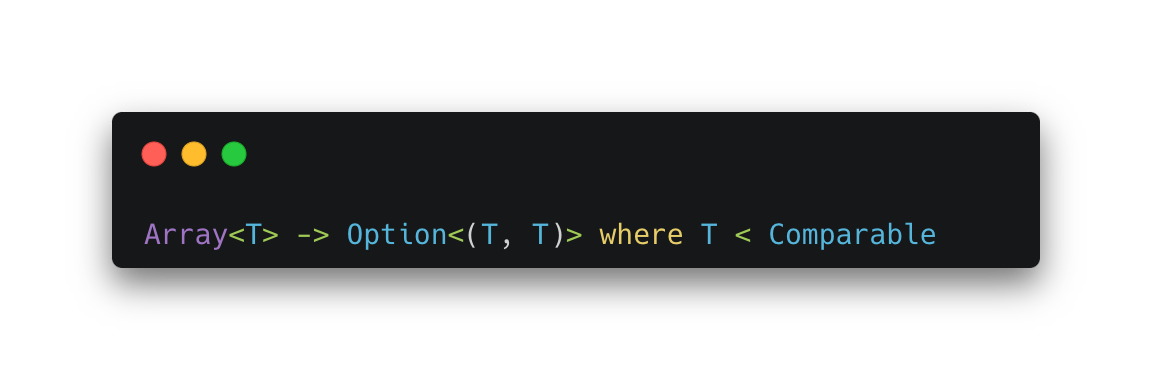 Array<T> -> Option<(T, T)> where T < Comparable